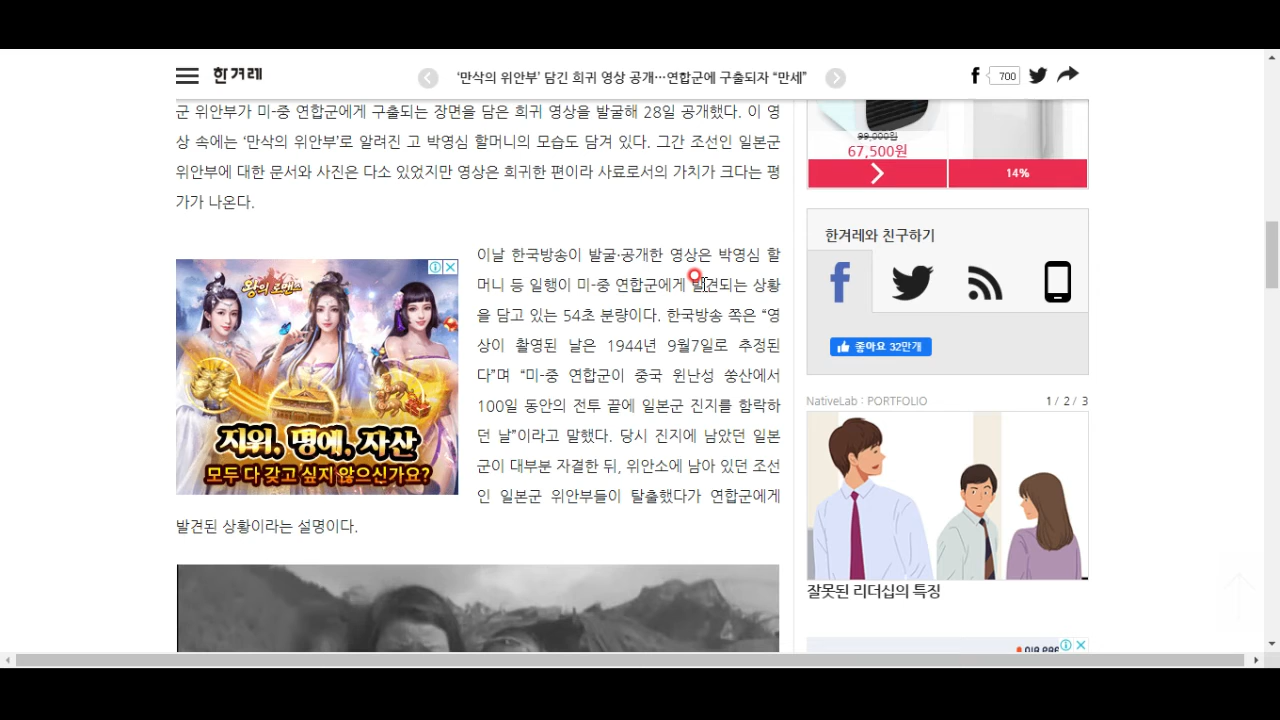 한겨레
‘만삭의 위안부’ 담긴 희귀 영상 공개…연합군에 구출되자 “만세”
700
군 위안부가 미-중 연합군에게 구출되는 장면을 담은 희귀 영상을 발굴해 28일 공개했다. 이 영
산 속에는 ‘만삭의 위안부’로 알려진 고 박영심 할머니의 모습도 담겨 있다. 그간 조선인 일본군
위안부에 대한 문서와 사진은 다소 있었지만 영상은 희귀한 편이라 사료로서의 가치가 크다는 평
가가 나온다.
이날 한국방송이 발굴·공개한 영상은 박영심 할
머니 등 일행이 미-중 연합군에게 발견되는 상황
을 담고 있는 54초 분량이다. 한국방송 쪽은 “영
상이 촬영된 날은 1944년 9월7일로 추정된
다”며 “미-중 연합군이 중국 윈난성 쑹산에서
100일 동안의 전투 끝에 일본군 진지를 함락하
던 날”이라고 말했다. 당시 진지에 남았던 일본
군이 대부분 자결한 뒤, 위안소에 남아 있던 조선
인 일본군 위안부들이 탈출했다가 연합군에게
발견된 상황이라는 설명이다.
왕의 로맨스
지위, 명예, 자산
모두 다 갖고 싶지 않으신가요?
99,000원
67,500원
14%
한겨레와 친구하기
좋아요 32만개
NativeLab : PORTFOLIO
1 / 2 / 3
잘못된 리더십의 특징